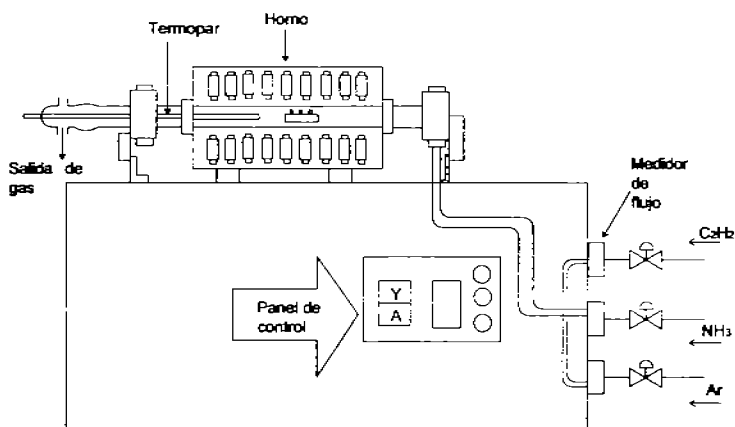 Horno
Termopar
Salida de
gas
Medidor
de
flujo
C2H2
Panel de
control
Y
A
NH3
Ar